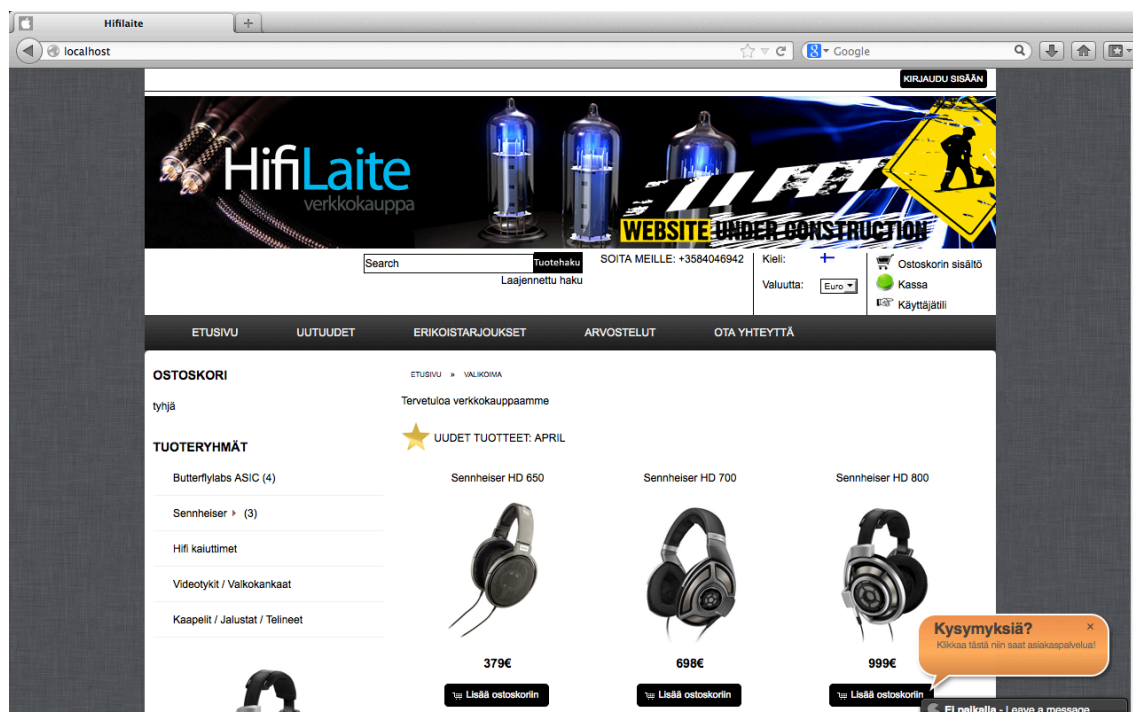 Hifilaite
localhost
Google
KIRJAUDU SISÄÄN
HifiLaite
verkkokauppa
WEBSITE UNDER CONSTRUCTION
Search
Tuotehaku
Laajennettu haku
SOITA MEILLE: +3584046942
Kieli:
Valuutta:
Euro
Ostoskorin sisältö
Kassa
Käyttäjätili
ETUSIVU
UUTUUDET
ERIKOISTARJOUKSET
ARVOSTELUT
OTA YHTEYTTÄ
OSTOSKORI
tyhjä
TUOTERYHMÄT
Butterflylabs ASIC (4)
Sennheiser (3)
Hifi kaiuttimet
Videotykit / Valkokankaat
Kaapelit / Jalustat / Telineet
ETUSIVU » VALIKOIMA
Tervetuloa verkkokauppaamme
UUDET TUOTTEET: APRIL
Sennheiser HD 650
Sennheiser HD 700
Sennheiser HD 800
379€
698€
999€
Lisää ostoskoriin
Lisää ostoskoriin
Lisää ostoskoriin
Kysymyksiä?
×
Klikkaa tästä niin saat asiakaspalvelua!
Ei paikalla - Leave a message